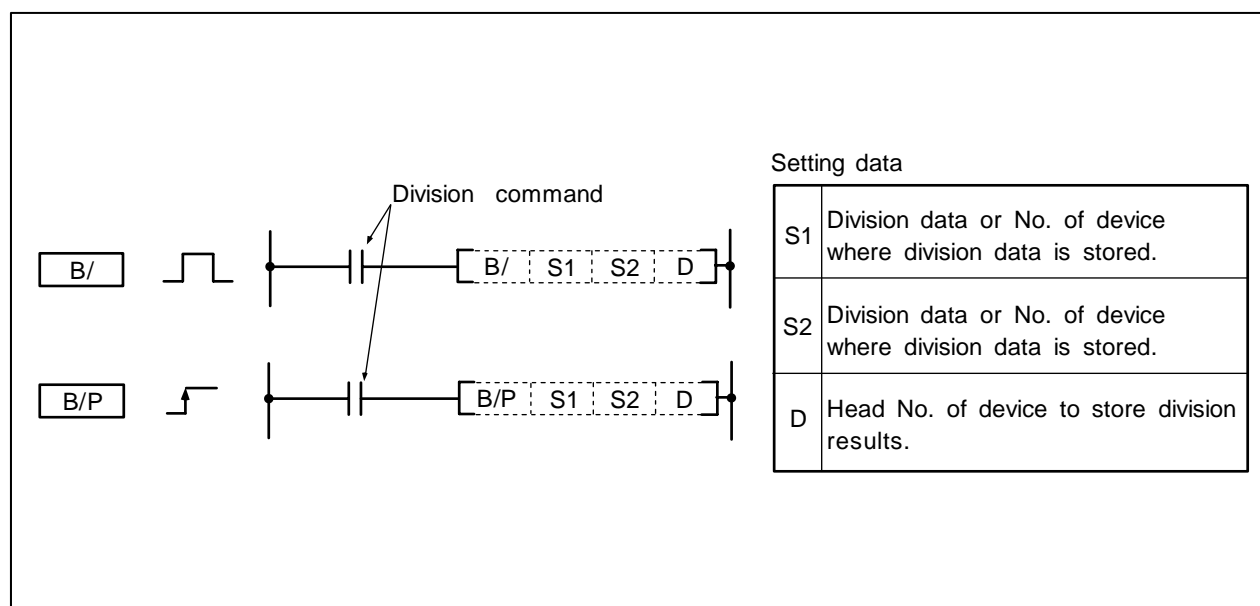 Setting data
Division command
B/
B/ S1 S2 D
B/P
B/P S1 S2 D
S1 Division data or No. of device
where division data is stored.
S2 Division data or No. of device
where division data is stored.
D Head No. of device to store division
results.